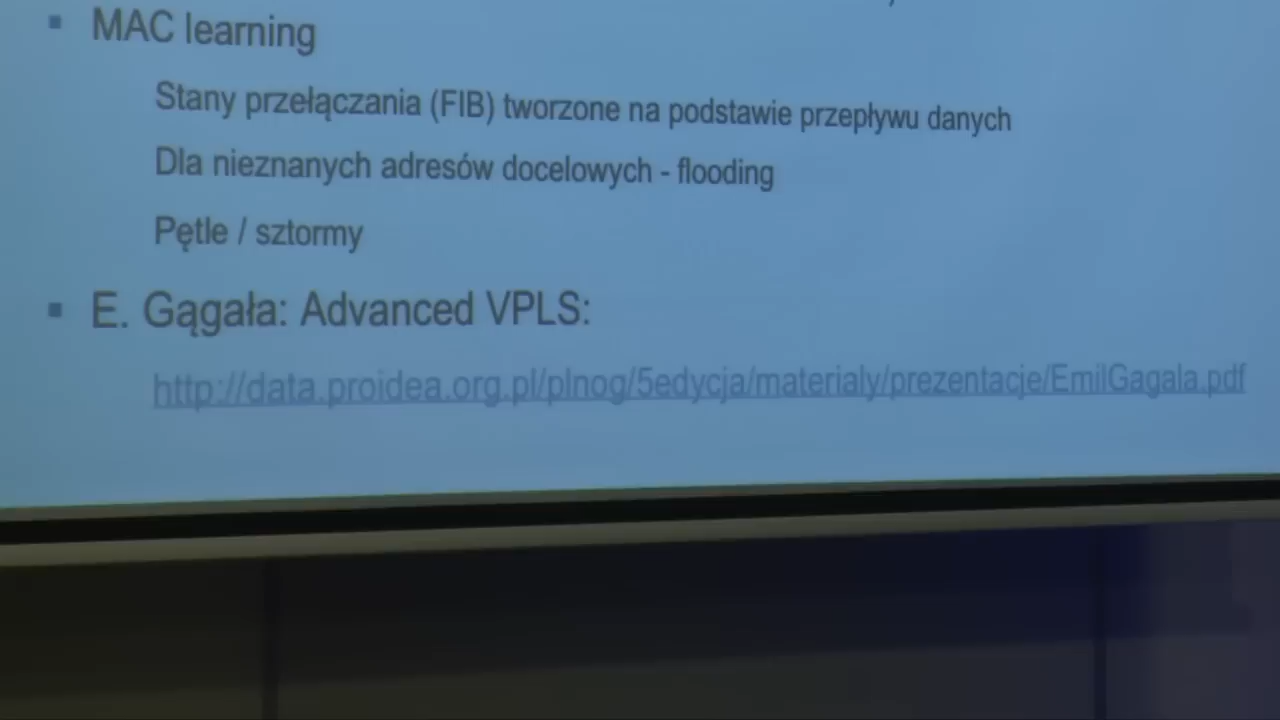 MAC learning
Stany przełączania (FIB) tworzone na podstawie przepływu danych
Dla nieznanych adresów docelowych - flooding
Pętle / sztormy
E. Gągała: Advanced VPLS:
http://data.proidea.org.pl/plnog/5edycja/materialy/prezentacje/EmilGagala.pdf